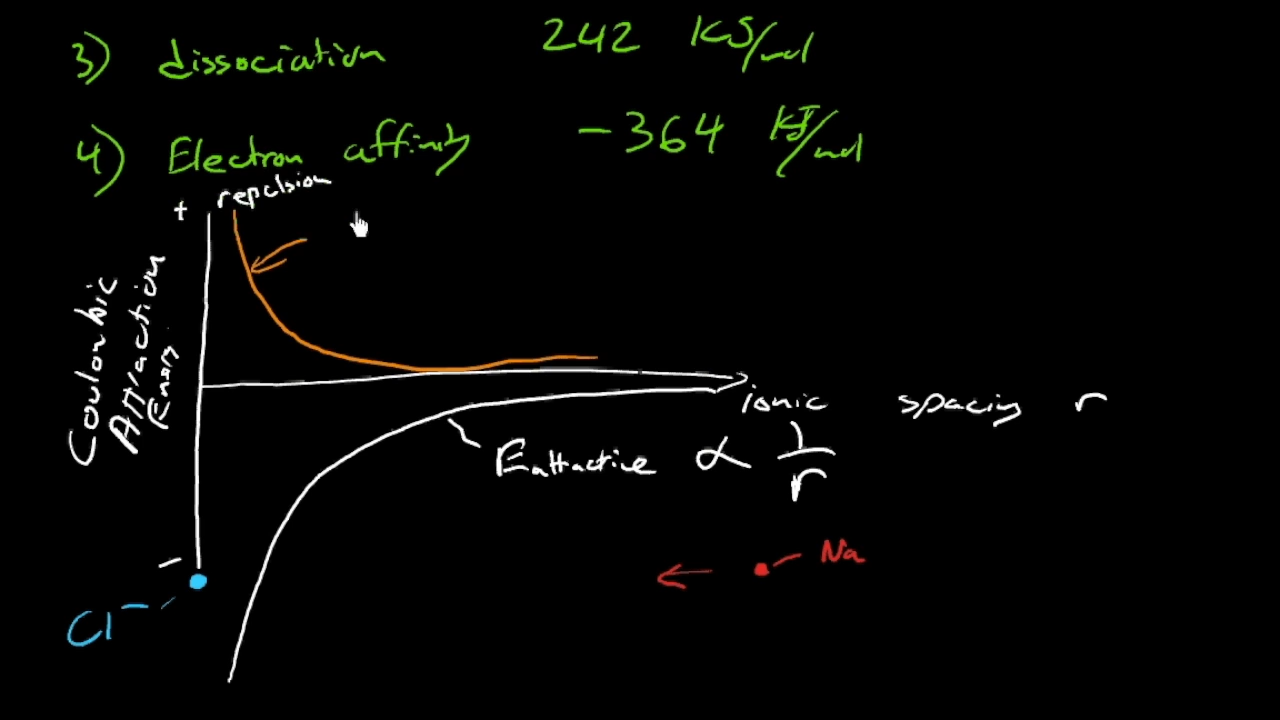 3) dissociation 242 KJ/mol
4) Electron affinity -364 KJ/mol
+ repulsion
Coulombic
Attraction
Energy
ionic spacing r
Eattractive ∝ 1/r
Na
-
Cl